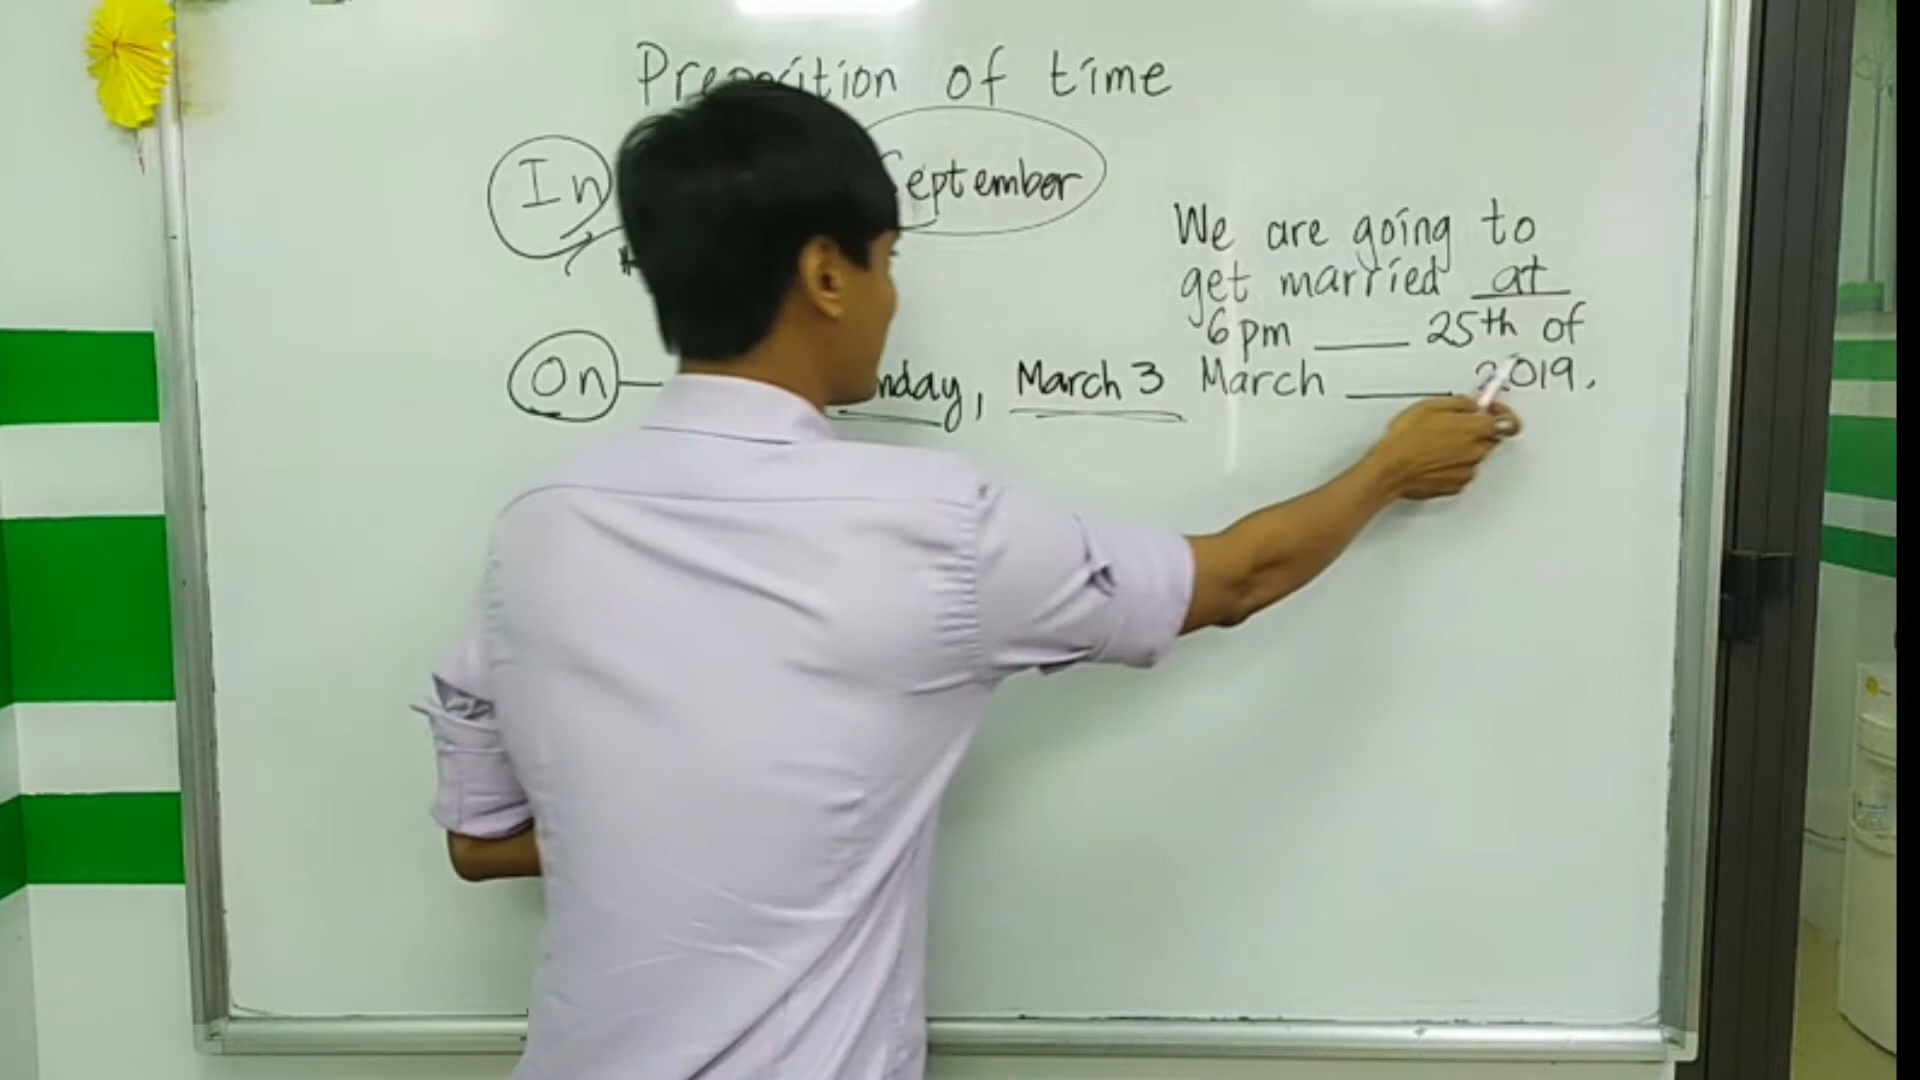 Preposition of time
In September
We are going to
get married at
6pm ___ 25th of
March ___ 2019.
On — nday, March 3